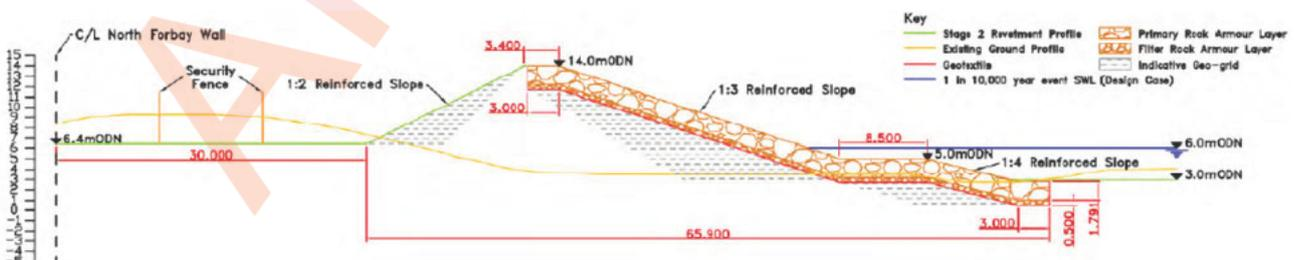 C/L North Forbay Wall
Security
Fence
1:2 Reinforced Slope
3.400
14.0mODN
1:3 Reinforced Slope
3.000
6.4mODN
30.000
65.900
8.500
5.0mODN
1:4 Reinforced Slope
6.0mODN
3.0mODN
3.000
0.500
1.791
Key
Stage 2 Revetment Profile
Existing Ground Profile
Geotextile
1 in 10,000 year event SWL (Design Case)
Primary Rock Armour Layer
Filter Rock Armour Layer
Indicative Geo-grid
15
14
13